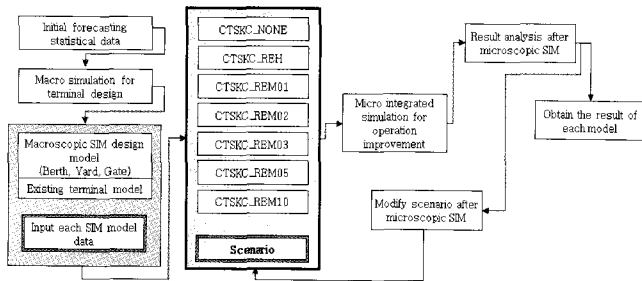 Initial forecasting
statistical data
Macro simulation for
terminal design
Macroscopic SIM design
model
(Berth, Yard, Gate)
Existing terminal model
Input each SIM model
data
CTSKC_NONE
CTSKC_REH
CTSKC_REM01
CTSKC_REM02
CTSKC_REM03
CTSKC_REM05
CTSKC_REM10
Scenario
Micro integrated
simulation for
operation
improvement
Result analysis after
microscopic SIM
Obtain the result of
each model
Modify scenario after
microscopic SIM